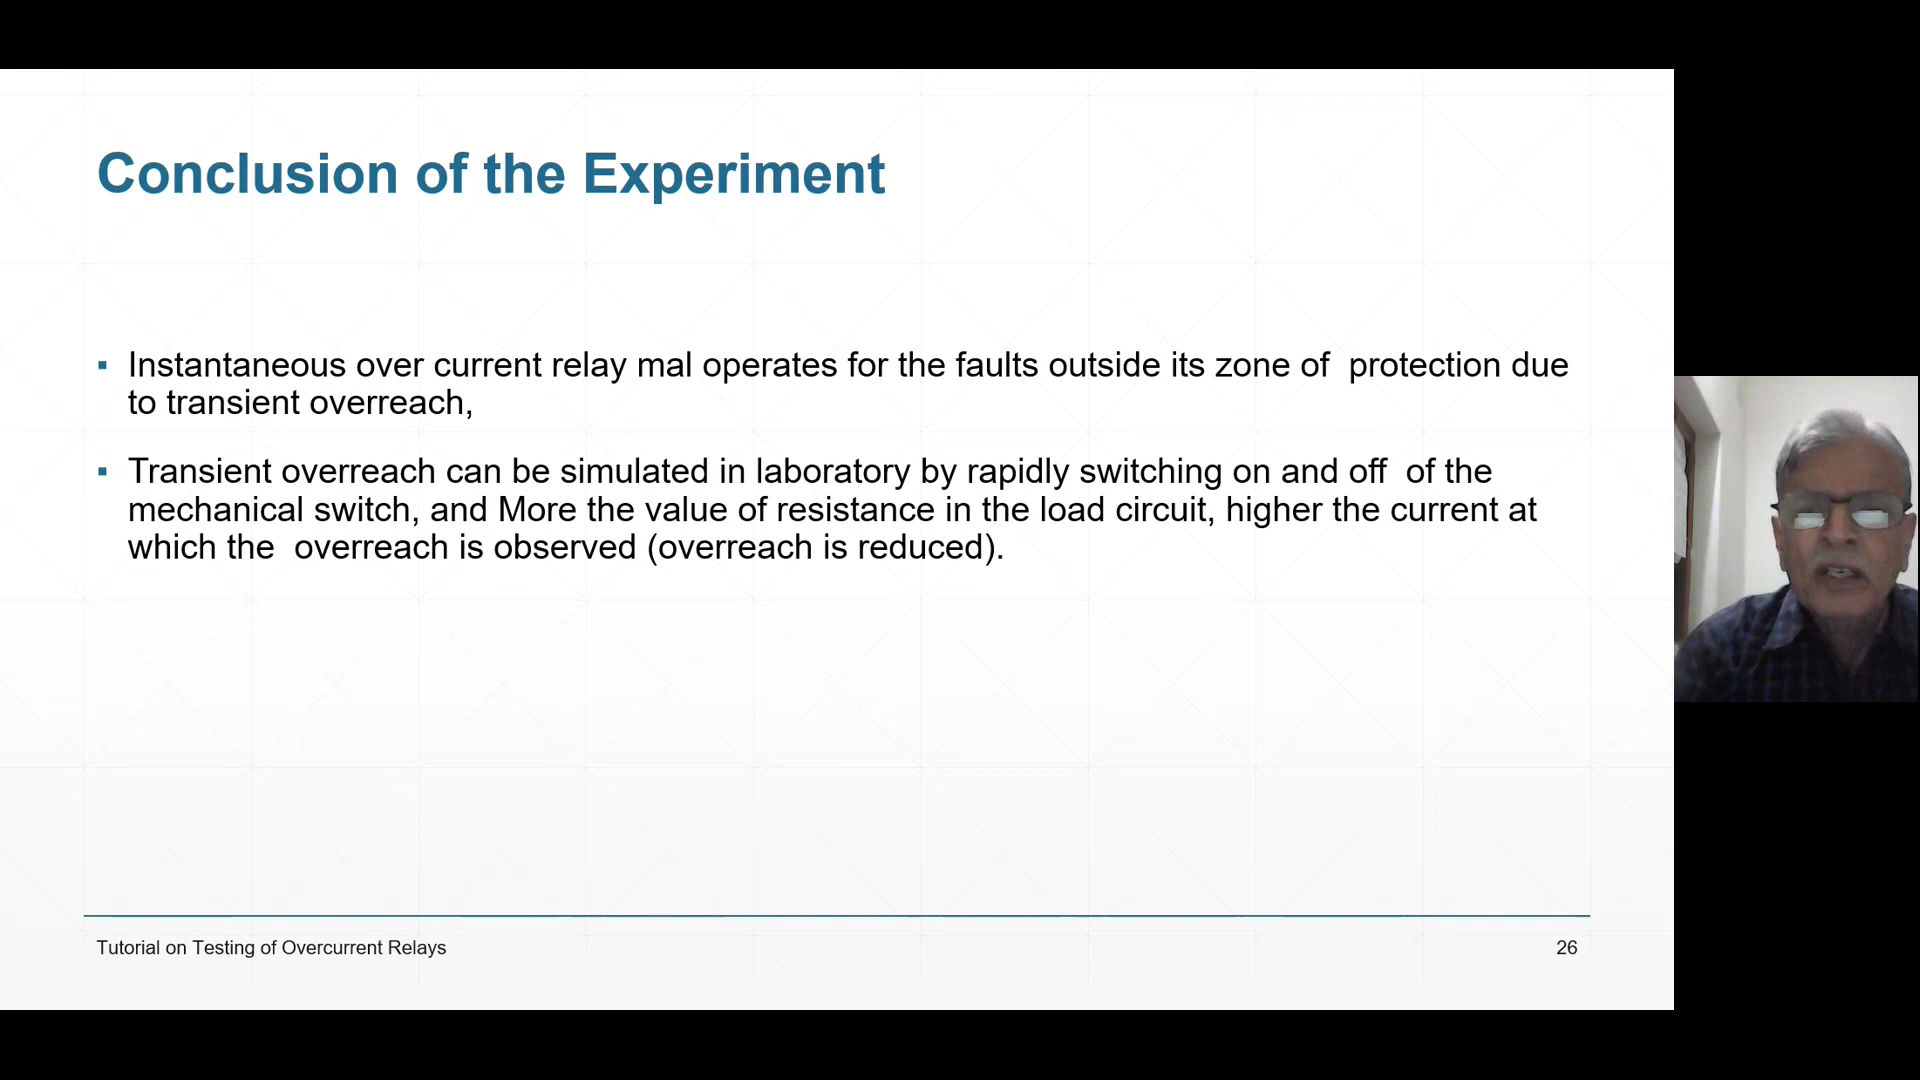 Conclusion of the Experiment
▪ Instantaneous over current relay mal operates for the faults outside its zone of  protection due
to transient overreach,
▪ Transient overreach can be simulated in laboratory by rapidly switching on and off  of the
mechanical switch, and More the value of resistance in the load circuit, higher the current at
which the  overreach is observed (overreach is reduced).
Tutorial on Testing of Overcurrent Relays
26